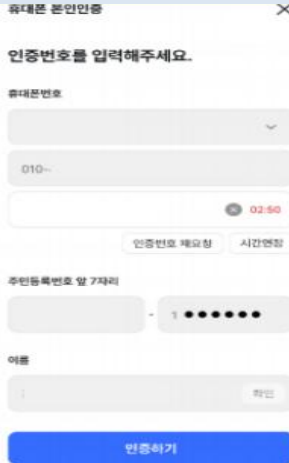 휴대폰 본인인증
인증번호를 입력해주세요.
휴대폰번호
010-
02:50
인증번호 재요청 시간연장
주민등록번호 앞 7자리
- 1 ●●●●●●
이름
확인
인증하기